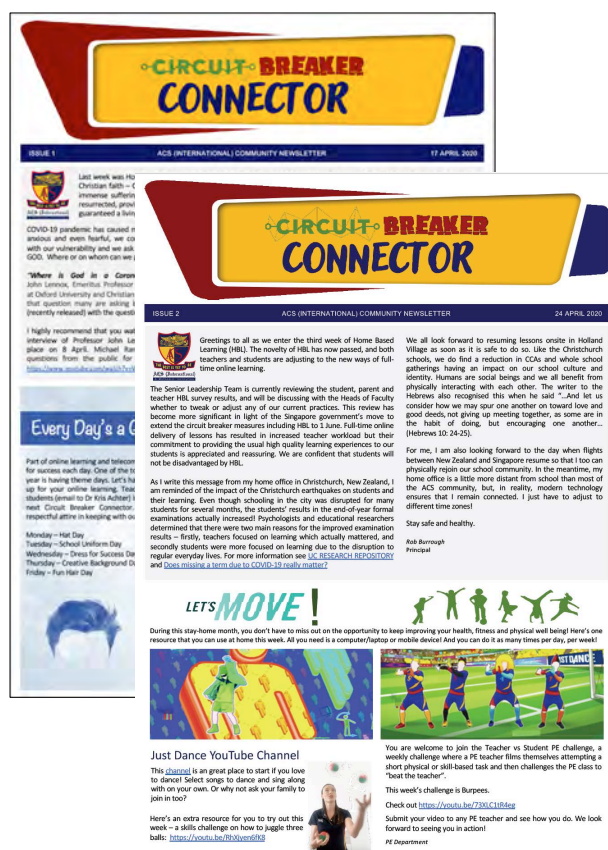 CIRCUIT BREAKER
CONNECTOR
ISSUE 1 ACS (INTERNATIONAL) COMMUNITY NEWSLETTER 17 APRIL 2020
Last week was Ho
Christian faith – C
immense sufferin
resurrected, provi
guaranteed a livin
COVID-19 pandemic has caused m
anxious and even fearful, we co
with our vulnerability and we ask
GOD. Where or on whom can we
"Where is God in a Coron
John Lennox, Emeritus Professor
at Oxford University and Christian
that question many are asking i
(recently released) with the questi
I highly recommend that you wat
interview of Professor John Le
place on 8 April. Michael Ram
questions from the public for
Every Day's a G
Part of online learning and telecom
for success each day. One of the to
year is having theme days. Let's ha
up for your online learning. Teac
students (email to Dr Kris Achter) i
next Circuit Breaker Connector.
respectful attire in keeping with ou
Monday – Hat Day
Tuesday – School Uniform Day
Wednesday – Dress for Success Da
Thursday – Creative Background D
Friday – Fun Hair Day
CIRCUIT BREAKER
CONNECTOR
ISSUE 2 ACS (INTERNATIONAL) COMMUNITY NEWSLETTER 24 APRIL 2020
ACS (International)
Greetings to all as we enter the third week of Home Based
Learning (HBL). The novelty of HBL has now passed, and both
teachers and students are adjusting to the new ways of full-
time online learning.
The Senior Leadership Team is currently reviewing the student, parent and
teacher HBL survey results, and will be discussing with the Heads of Faculty
whether to tweak or adjust any of our current practices. This review has
become more significant in light of the Singapore government's move to
extend the circuit breaker measures including HBL to 1 June. Full-time online
delivery of lessons has resulted in increased teacher workload but their
commitment to providing the usual high quality learning experiences to our
students is appreciated and reassuring. We are confident that students will
not be disadvantaged by HBL.
As I write this message from my home office in Christchurch, New Zealand, I
am reminded of the impact of the Christchurch earthquakes on students and
their learning. Even though schooling in the city was disrupted for many
students for several months, the students' results in the end-of-year formal
examinations actually increased! Psychologists and educational researchers
determined that there were two main reasons for the improved examination
results – firstly, teachers focused on learning which actually mattered, and
secondly students were more focused on learning due to the disruption to
regular everyday lives. For more information see UC RESEARCH REPOSITORY
and Does missing a term due to COVID-19 really matter?
We all look forward to resuming lessons onsite in Holland
Village as soon as it is safe to do so. Like the Christchurch
schools, we do find a reduction in CCAs and whole school
gatherings having an impact on our school culture and
identity. Humans are social beings and we all benefit from
physically interacting with each other. The writer to the
Hebrews also recognised this when he said "…And let us
consider how we may spur one another on toward love and
good deeds, not giving up meeting together, as some are in
the habit of doing, but encouraging one another…
(Hebrews 10: 24-25).
For me, I am also looking forward to the day when flights
between New Zealand and Singapore resume so that I too can
physically rejoin our school community. In the meantime, my
home office is a little more distant from school than most of
the ACS community, but, in reality, modern technology
ensures that I remain connected. I just have to adjust to
different time zones!
Stay safe and healthy.
Rob Burrough
Principal
LET'S MOVE!
During this stay-home month, you don't have to miss out on the opportunity to keep improving your health, fitness and physical well being! Here's one
resource that you can use at home this week. All you need is a computer/laptop or mobile device! And you can do it as many times per day, per week!
JUST DANCE
Just Dance YouTube Channel
This channel is an great place to start if you love
to dance! Select songs to dance and sing along
with on your own. Or why not ask your family to
join in too?
Here's an extra resource for you to try out this
week – a skills challenge on how to juggle three
balls: https://youtu.be/RhXjyen6fK8
You are welcome to join the Teacher vs Student PE challenge, a
weekly challenge where a PE teacher films themselves attempting a
short physical or skill-based task and then challenges the PE class to
"beat the teacher".
This week's challenge is Burpees.
Check out https://youtu.be/73XLC1tR4eg
Submit your video to any PE teacher and see how you do. We look
forward to seeing you in action!
PE Department